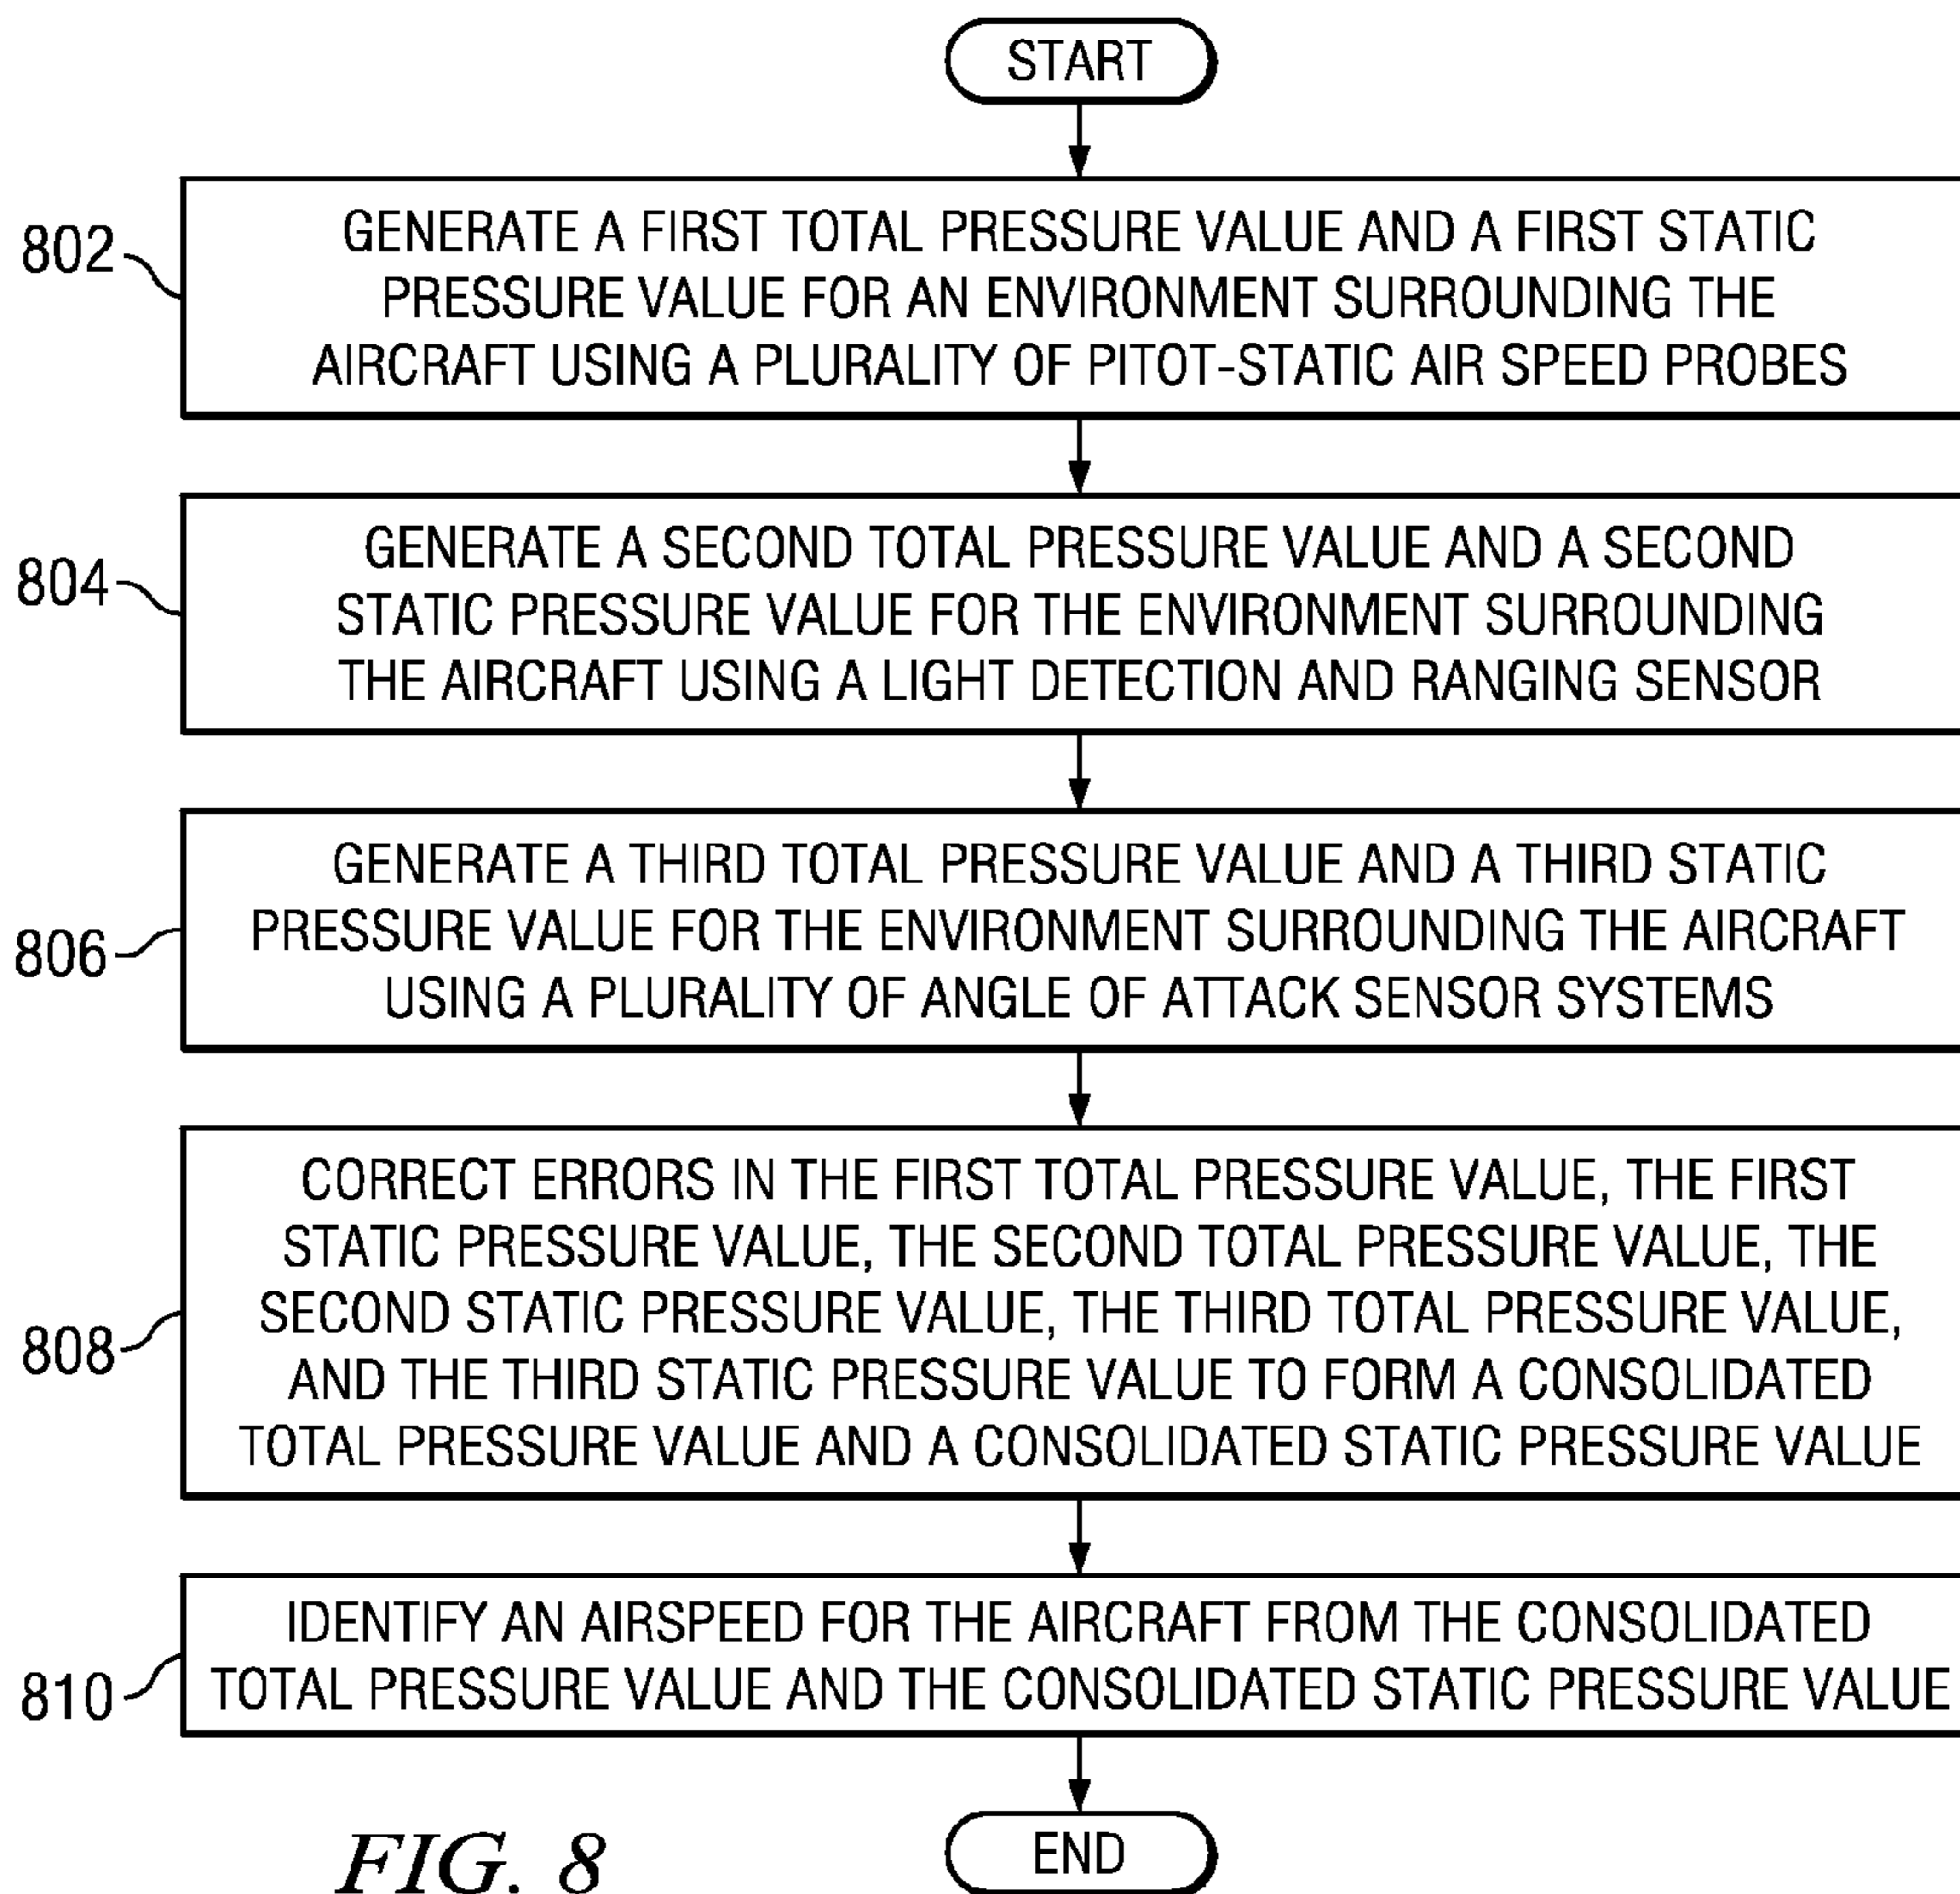 START
802
GENERATE A FIRST TOTAL PRESSURE VALUE AND A FIRST STATIC
PRESSURE VALUE FOR AN ENVIRONMENT SURROUNDING THE
AIRCRAFT USING A PLURALITY OF PITOT-STATIC AIR SPEED PROBES
804
GENERATE A SECOND TOTAL PRESSURE VALUE AND A SECOND
STATIC PRESSURE VALUE FOR THE ENVIRONMENT SURROUNDING
THE AIRCRAFT USING A LIGHT DETECTION AND RANGING SENSOR
806
GENERATE A THIRD TOTAL PRESSURE VALUE AND A THIRD STATIC
PRESSURE VALUE FOR THE ENVIRONMENT SURROUNDING THE AIRCRAFT
USING A PLURALITY OF ANGLE OF ATTACK SENSOR SYSTEMS
808
CORRECT ERRORS IN THE FIRST TOTAL PRESSURE VALUE, THE FIRST
STATIC PRESSURE VALUE, THE SECOND TOTAL PRESSURE VALUE, THE
SECOND STATIC PRESSURE VALUE, THE THIRD TOTAL PRESSURE VALUE,
AND THE THIRD STATIC PRESSURE VALUE TO FORM A CONSOLIDATED
TOTAL PRESSURE VALUE AND A CONSOLIDATED STATIC PRESSURE VALUE
810
IDENTIFY AN AIRSPEED FOR THE AIRCRAFT FROM THE CONSOLIDATED
TOTAL PRESSURE VALUE AND THE CONSOLIDATED STATIC PRESSURE VALUE
END
FIG. 8